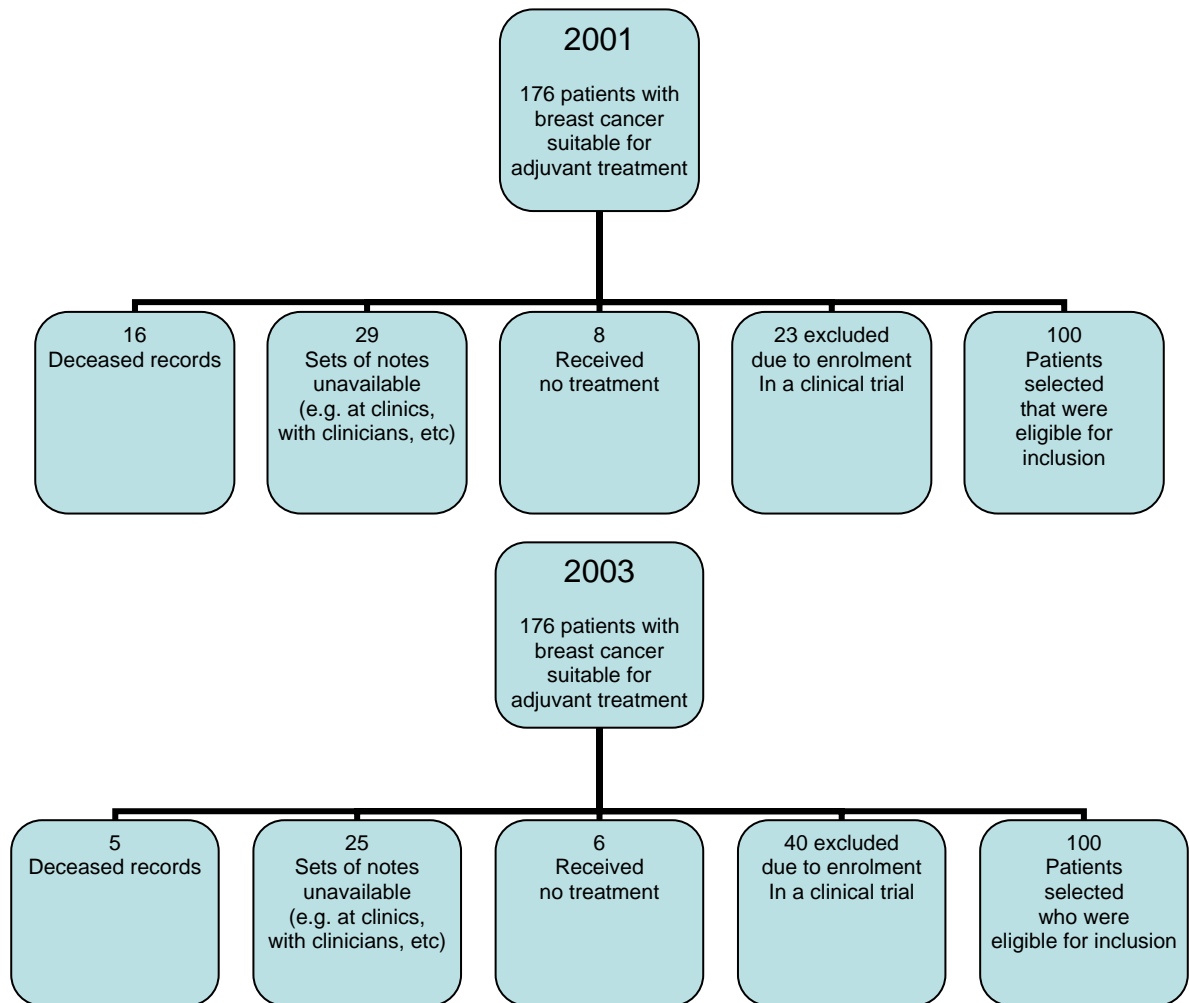 2001
176 patients with
breast cancer
suitable for
adjuvant treatment
16
Deceased records
29
Sets of notes
unavailable
(e.g. at clinics,
with clinicians, etc)
8
Received
no treatment
23 excluded
due to enrolment
In a clinical trial
100
Patients
selected
that were
eligible for
inclusion
2003
176 patients with
breast cancer
suitable for
adjuvant treatment
5
Deceased records
25
Sets of notes
unavailable
(e.g. at clinics,
with clinicians, etc)
6
Received
no treatment
40 excluded
due to enrolment
In a clinical trial
100
Patients
selected
who were
eligible for inclusion